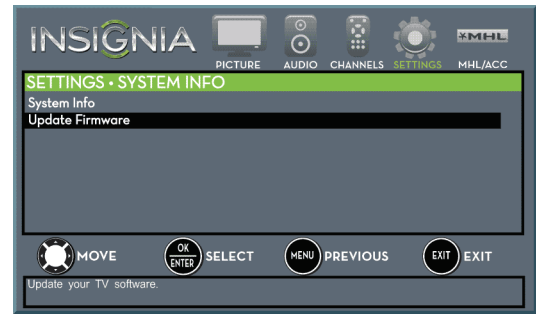 INSIGNIA
MHL
PICTURE AUDIO CHANNELS SETTINGS MHL/ACC
SETTINGS • SYSTEM INFO
System Info
Update Firmware
MOVE OK ENTER SELECT MENU PREVIOUS EXIT EXIT
Update your TV software.